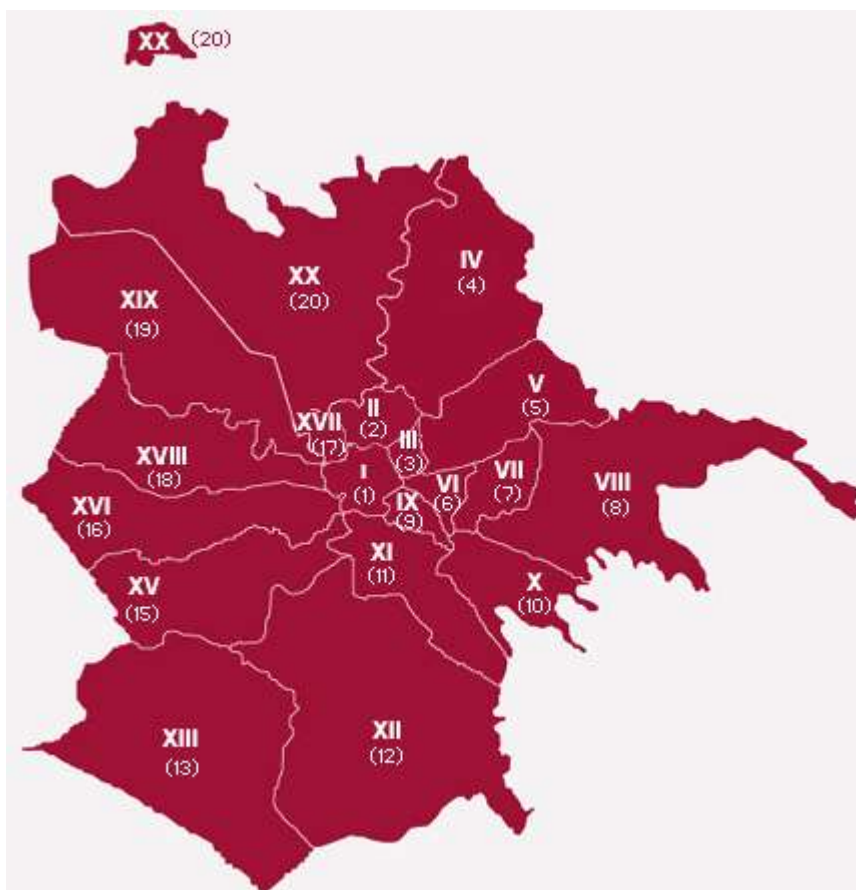 XX (20)
IV
(4)
XX
(20)
XIX
(19)
V
(5)
II
(2)
XVII
(17)
III
(3)
XVIII
(18)
I
(1)
VI
(6)
VII
(7)
VIII
(8)
IX
(9)
XVI
(16)
XI
(11)
X
(10)
XV
(15)
XII
(12)
XIII
(13)